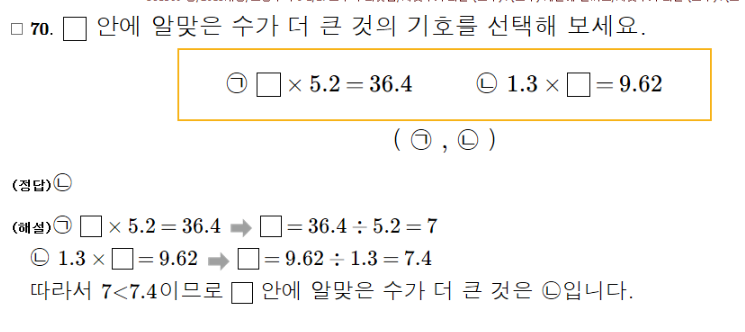 □ 70. □ 안에 알맞은 수가 더 큰 것의 기호를 선택해 보세요.
㉠ □ × 5.2 = 36.4 ㉡ 1.3 × □ = 9.62
( ㉠ , ㉡ )
(정답) ㉡
(해설) ㉠ □ × 5.2 = 36.4 ➡ □ = 36.4 ÷ 5.2 = 7
㉡ 1.3 × □ = 9.62 ➡ □ = 9.62 ÷ 1.3 = 7.4
따라서 7<7.4이므로 □ 안에 알맞은 수가 더 큰 것은 ㉡입니다.